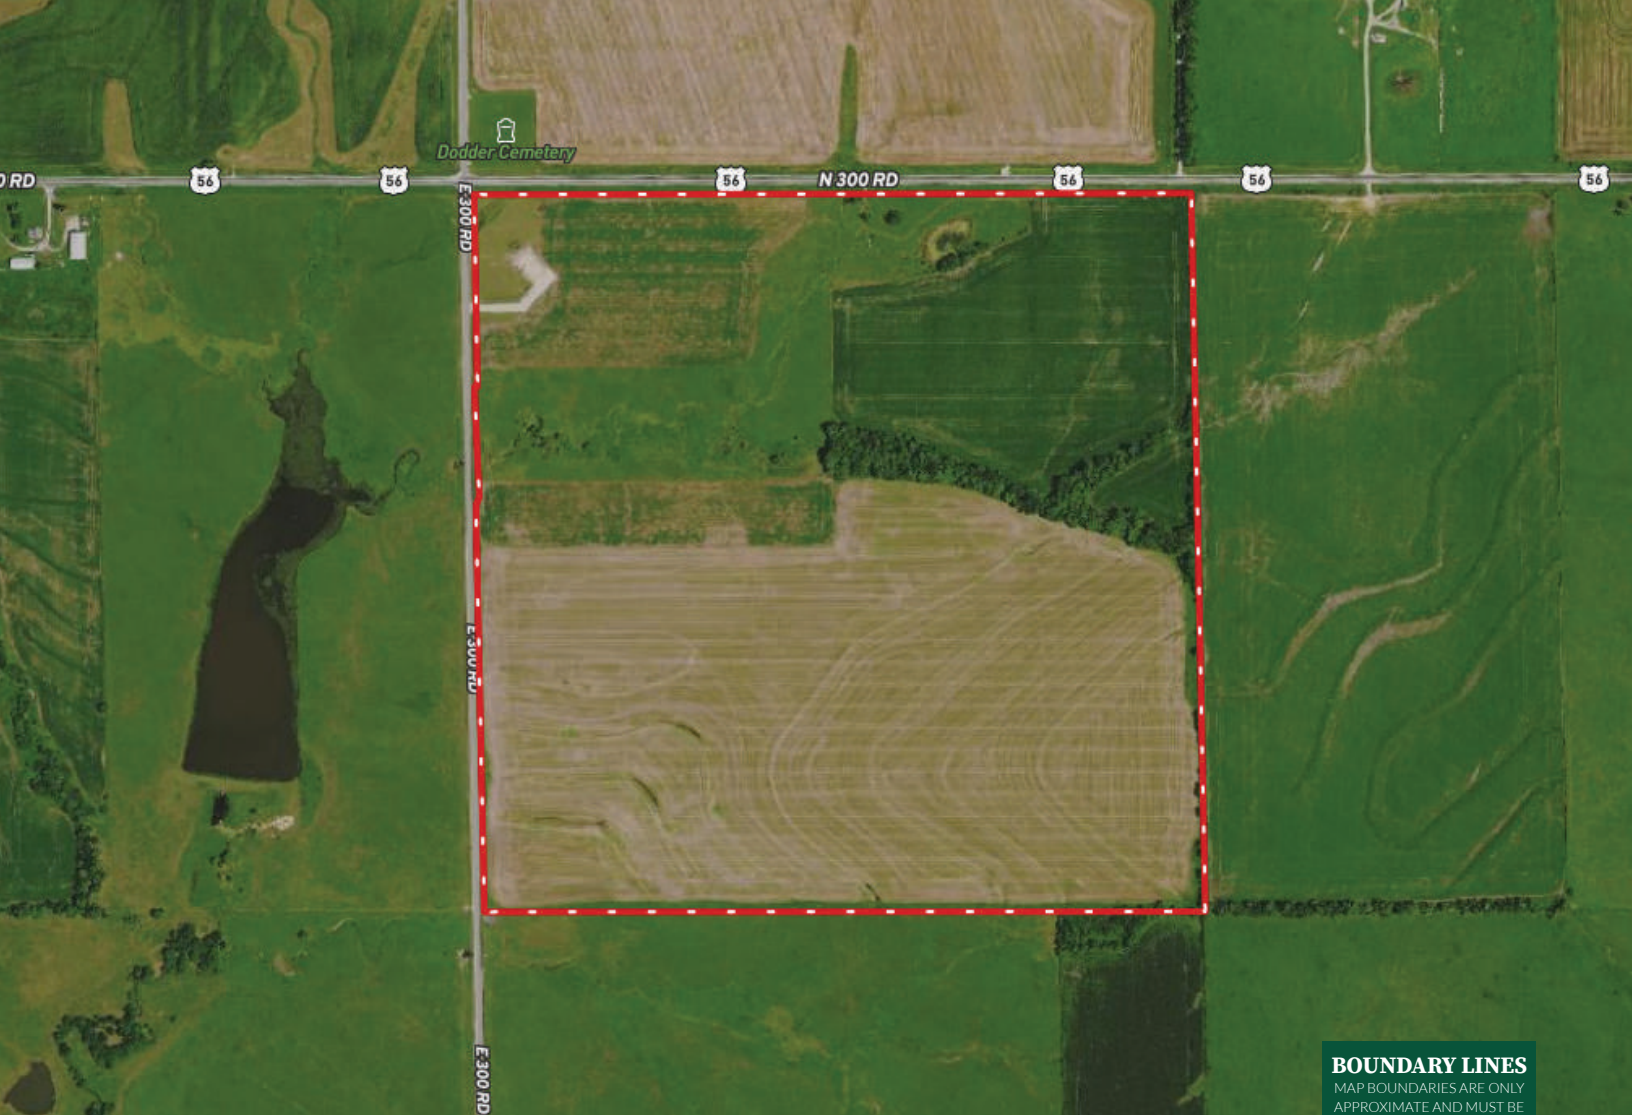 Dodder Cemetery
0 RD
56
56
56
N 300 RD
56
56
56
E 300 RD
E 300 RD
E 300 RD
BOUNDARY LINES
MAP BOUNDARIES ARE ONLY
APPROXIMATE AND MUST BE